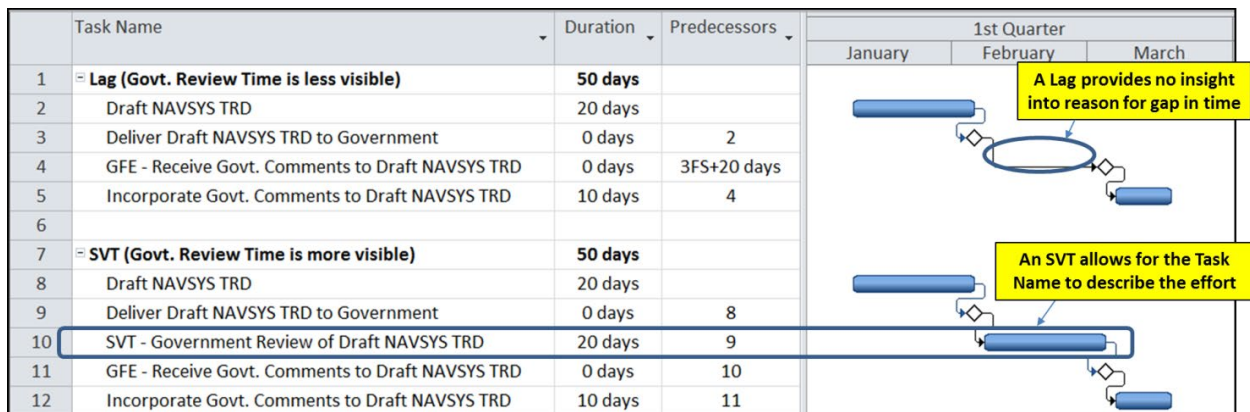 Task Name Duration Predecessors 1st Quarter
January February March
1 Lag (Govt. Review Time is less visible) 50 days
A Lag provides no insight
into reason for gap in time
2 Draft NAVSYS TRD 20 days
3 Deliver Draft NAVSYS TRD to Government 0 days 2
4 GFE - Receive Govt. Comments to Draft NAVSYS TRD 0 days 3FS+20 days
5 Incorporate Govt. Comments to Draft NAVSYS TRD 10 days 4
6
7 SVT (Govt. Review Time is more visible) 50 days
An SVT allows for the Task
Name to describe the effort
8 Draft NAVSYS TRD 20 days
9 Deliver Draft NAVSYS TRD to Government 0 days 8
10 SVT - Government Review of Draft NAVSYS TRD 20 days 9
11 GFE - Receive Govt. Comments to Draft NAVSYS TRD 0 days 10
12 Incorporate Govt. Comments to Draft NAVSYS TRD 10 days 11